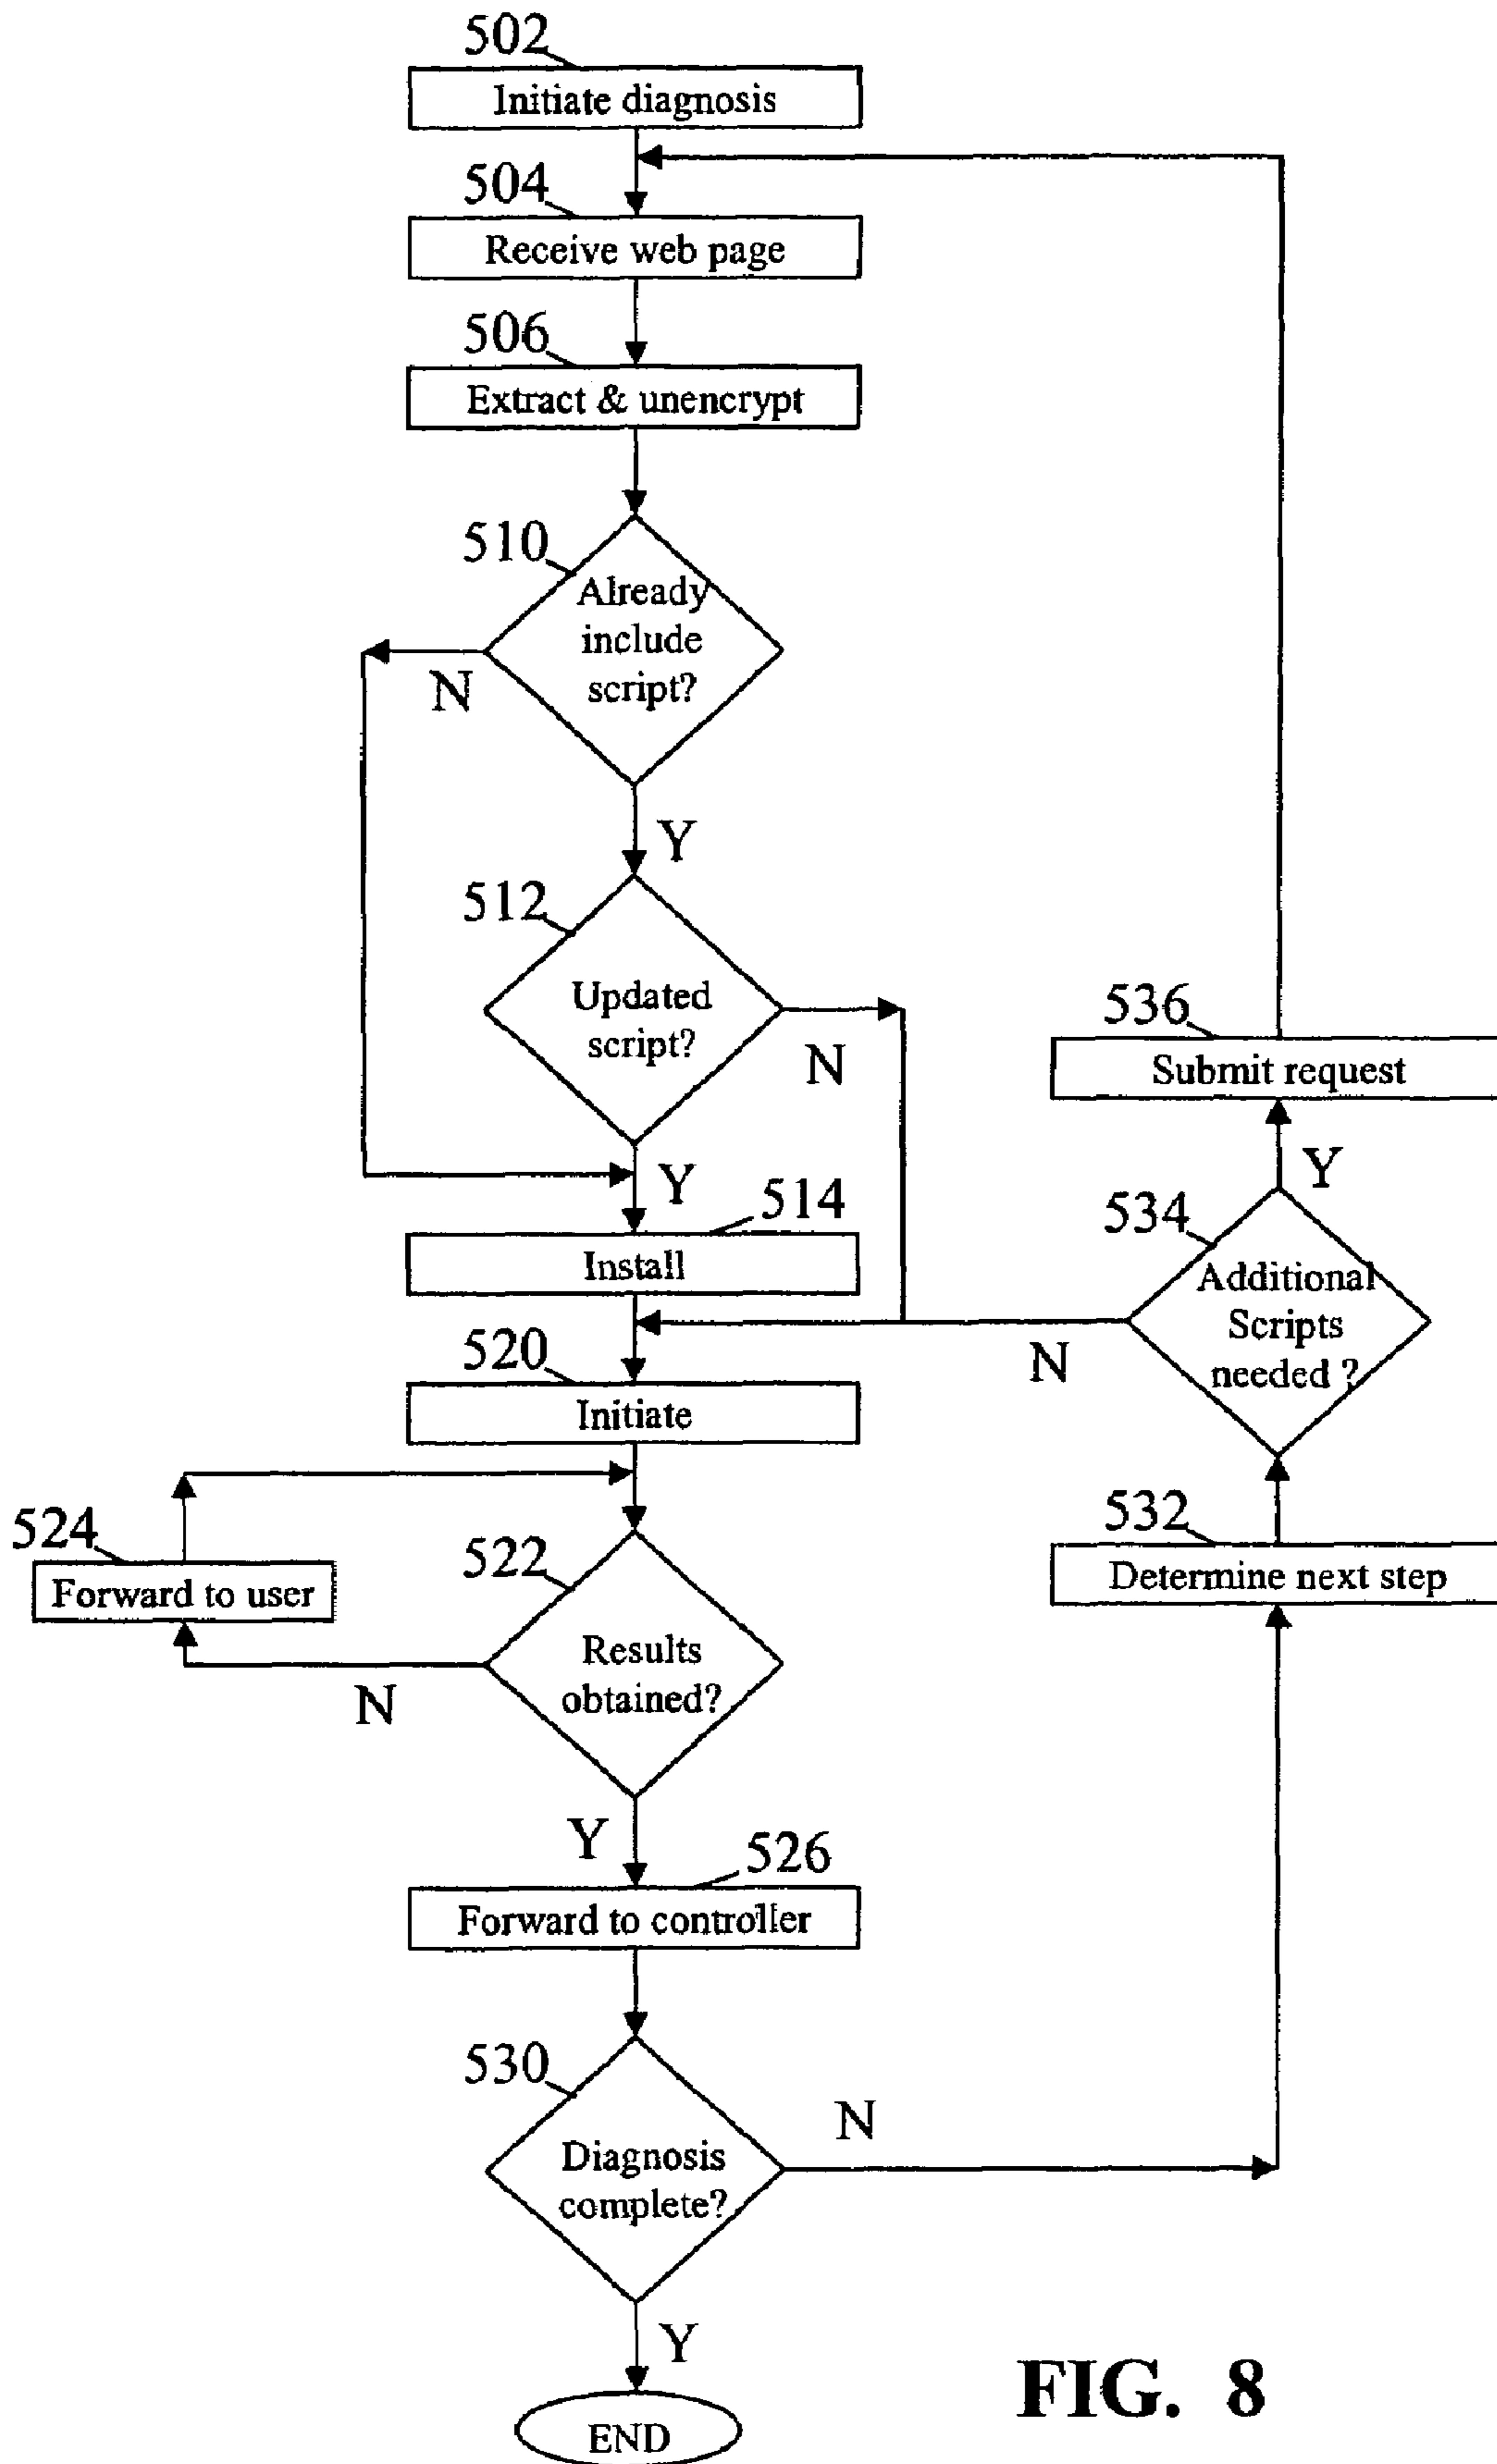 502
Initiate diagnosis
504
Receive web page
506
Extract & unencrypt
510
Already
include
script?
N
Y
512
Updated
script?
N
Y
514
Install
520
Initiate
524
Forward to user
522
Results
obtained?
N
Y
526
Forward to controller
530
Diagnosis
complete?
N
Y
END
532
Determine next step
534
Additional
Scripts
needed ?
N
Y
536
Submit request
FIG. 8